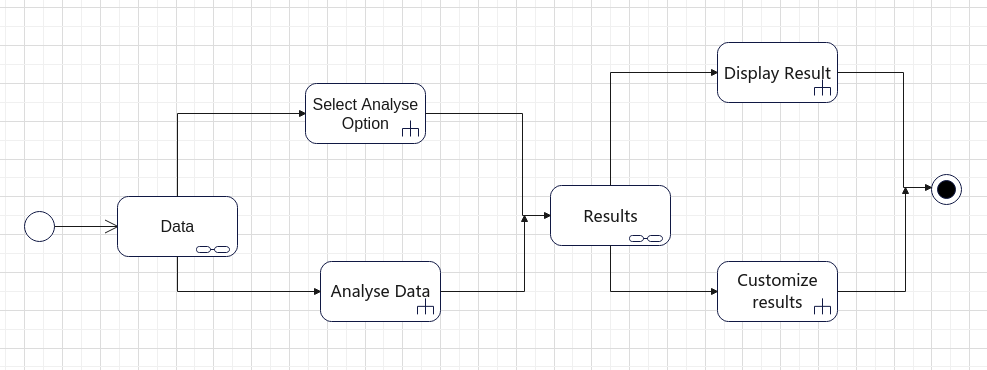 Data
Select Analyse
Option
Analyse Data
Results
Display Result
Customize
results